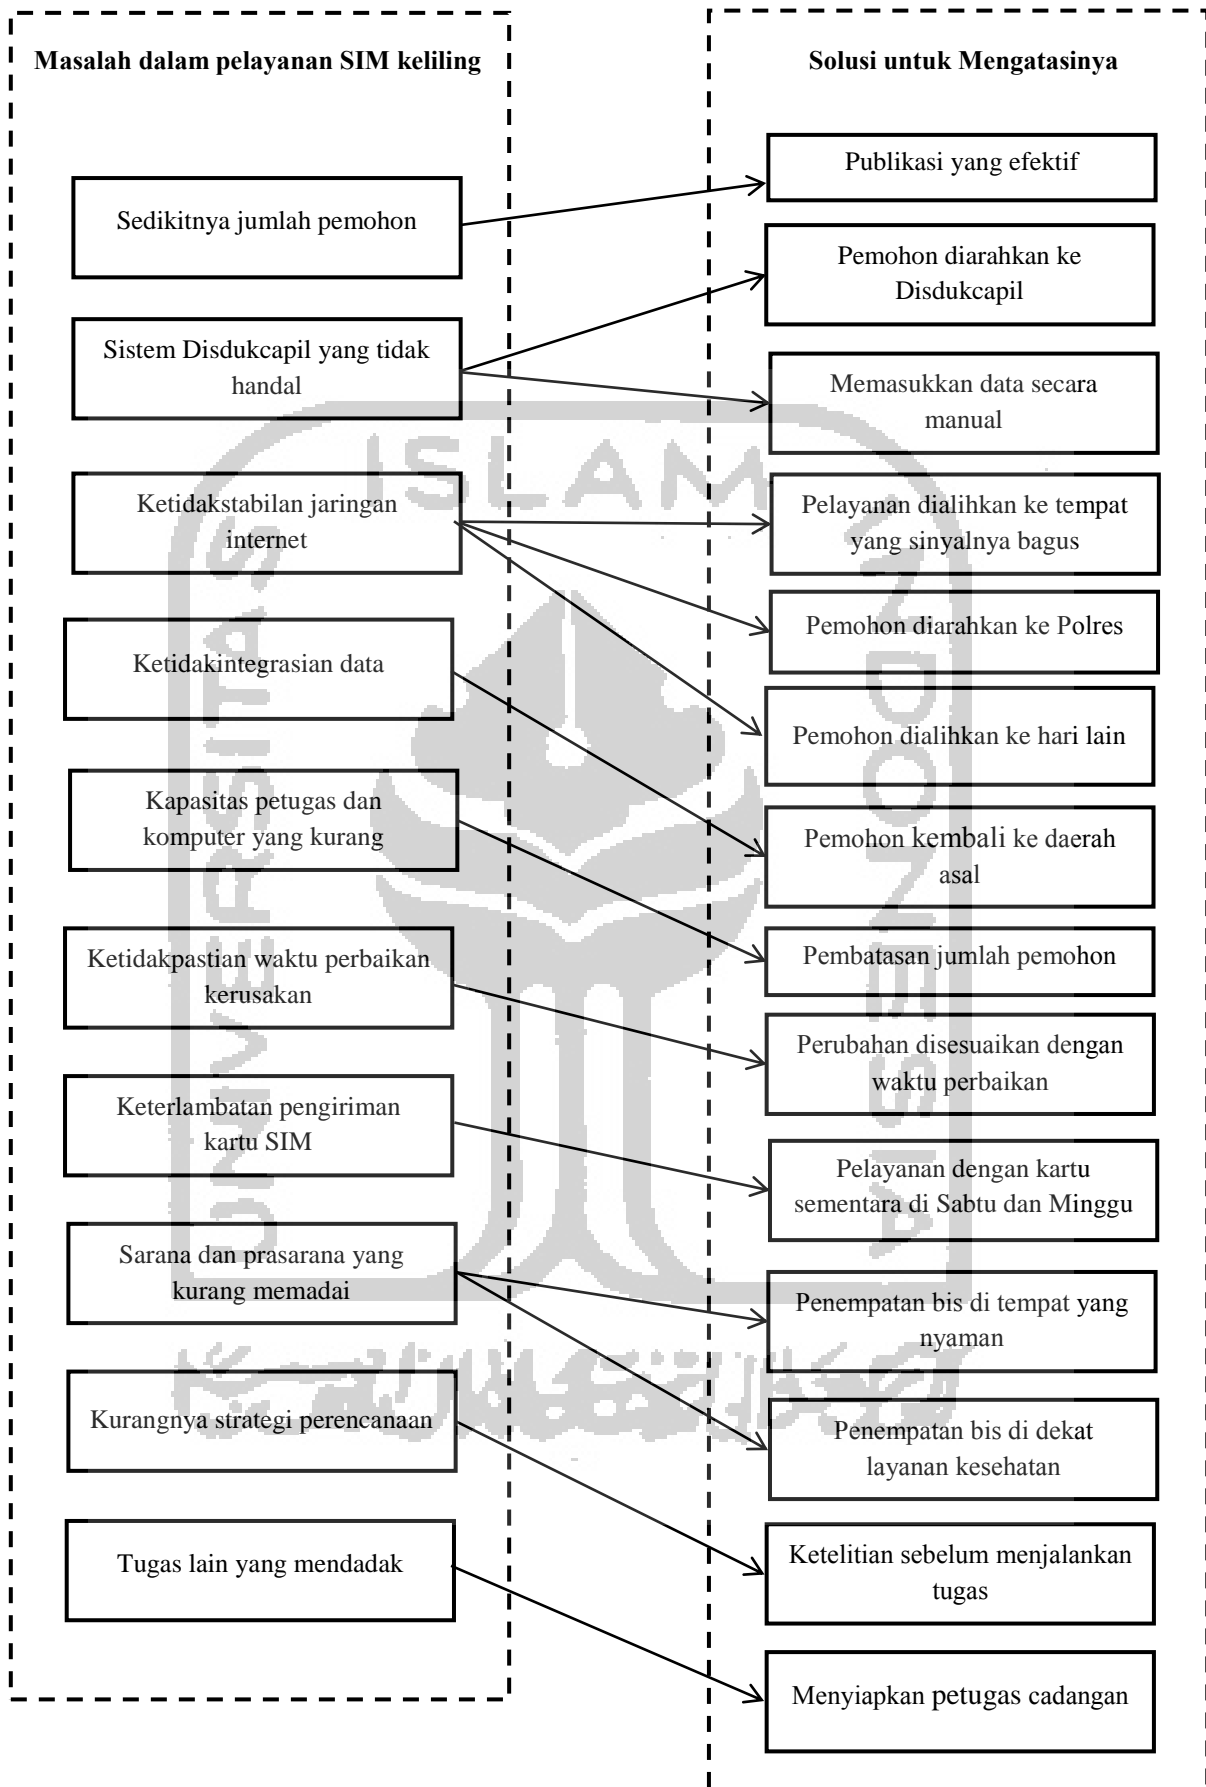 Masalah dalam pelayanan SIM keliling
Sedikitnya jumlah pemohon
Sistem Disdukcapil yang tidak
handal
Ketidakstabilan jaringan
internet
Ketidakintegrasian data
Kapasitas petugas dan
komputer yang kurang
Ketidakpastian waktu perbaikan
kerusakan
Keterlambatan pengiriman
kartu SIM
Sarana dan prasarana yang
kurang memadai
Kurangnya strategi perencanaan
Tugas lain yang mendadak
Solusi untuk Mengatasinya
Publikasi yang efektif
Pemohon diarahkan ke
Disdukcapil
Memasukkan data secara
manual
Pelayanan dialihkan ke tempat
yang sinyalnya bagus
Pemohon diarahkan ke Polres
Pemohon dialihkan ke hari lain
Pemohon kembali ke daerah
asal
Pembatasan jumlah pemohon
Perubahan disesuaikan dengan
waktu perbaikan
Pelayanan dengan kartu
sementara di Sabtu dan Minggu
Penempatan bis di tempat yang
nyaman
Penempatan bis di dekat
layanan kesehatan
Ketelitian sebelum menjalankan
tugas
Menyiapkan petugas cadangan
UNIVERSITAS
ISLAM
INDONESIA